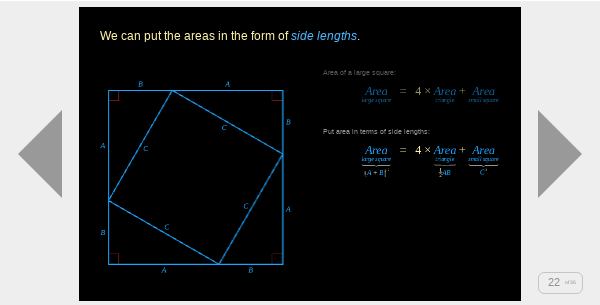 We can put the areas in the form of side lengths.
Area of a large square:
Area = 4 × Area + Area
large square triangle small square
Put area in terms of side lengths:
Area = 4 × Area + Area
large square triangle small square
(A + B)² ½AB C²
B A
B
C
A C
C A
C
B
A B
22 of 36